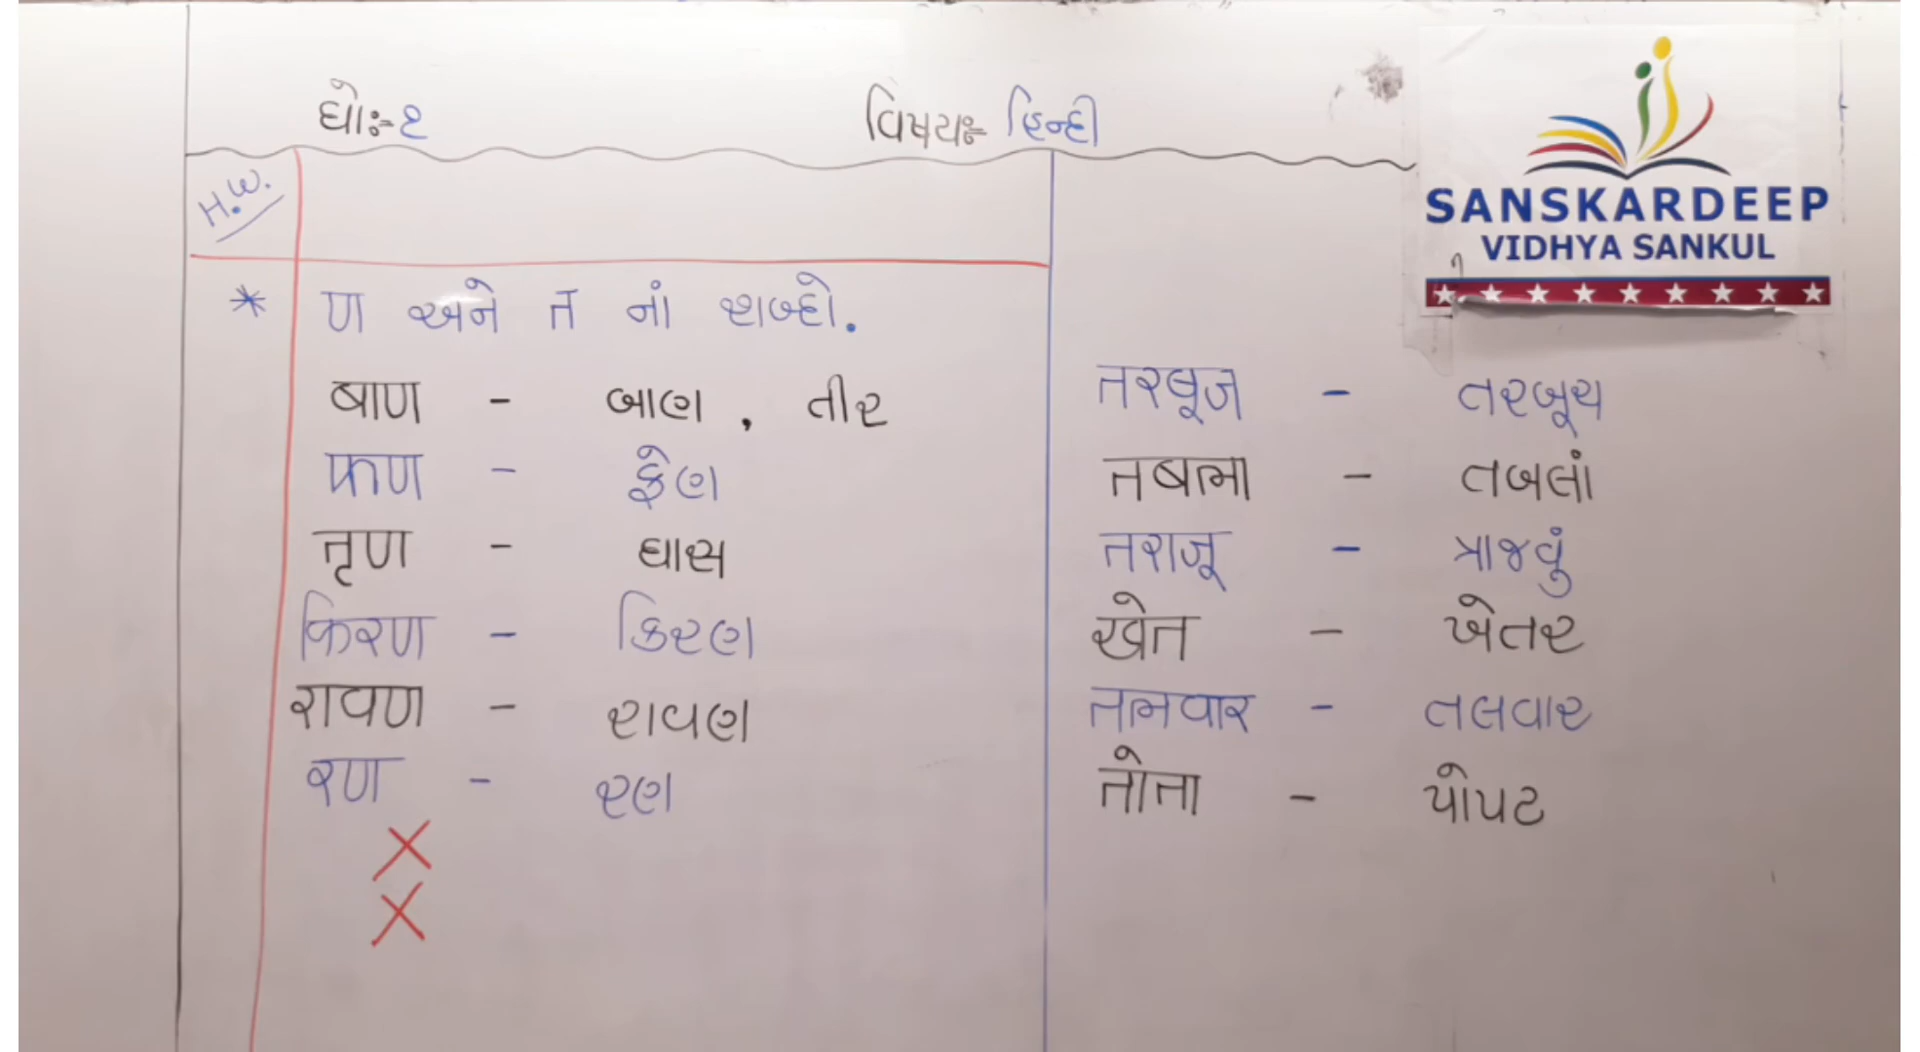 ધોઃ-૨
વિષયઃ- હિન્દી
H.W.
SANSKARDEEP
VIDHYA SANKUL
* ण અને त નાં શબ્દો.
बाण - બાણ , તીર
फण - ફેણ
तृण - ઘાસ
किरण - કિરણ
रावण - રાવણ
रण - રણ
तरबूज - તરબૂચ
तबला - તબલાં
तराजू - ત્રાજવું
खेत - ખેતર
तलवार - તલવાર
तोता - પોપટ